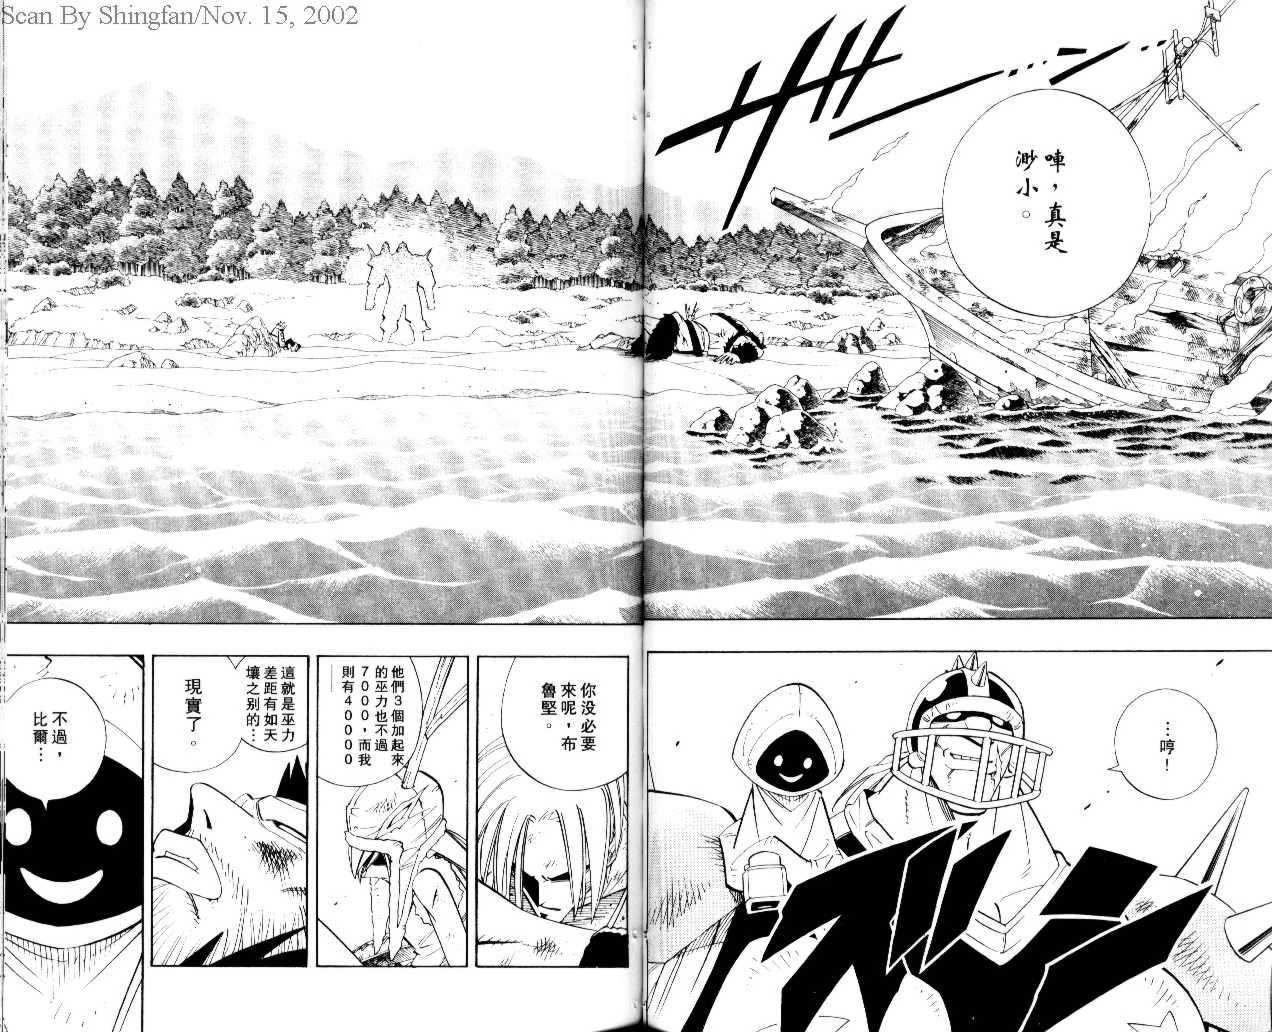 Scan By Shingfan/Nov. 15, 2002
唓，真是
渺小。
…哼！
你没必要
來呢，布
魯堅。
他們3個加起來
的巫力也不過
7000，而我
則有40000
——
這就是巫力
差距有如天
壤之別的…
現實了。
不過，
比爾…